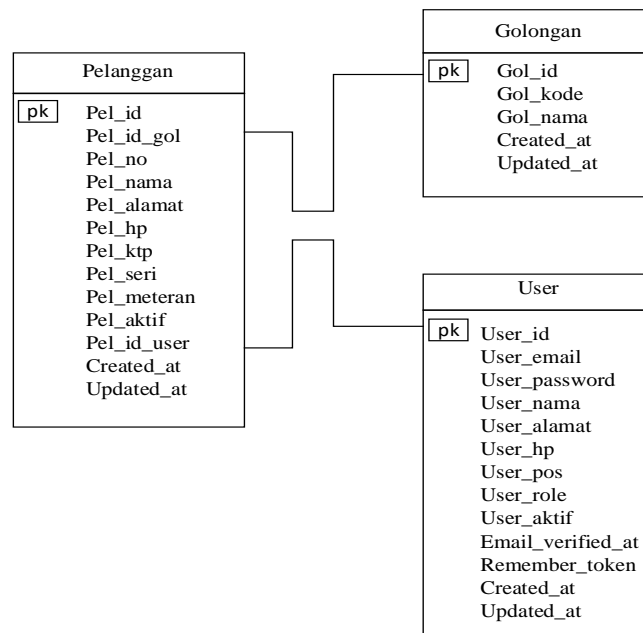 Pelanggan
pk
Pel_id
Pel_id_gol
Pel_no
Pel_nama
Pel_alamat
Pel_hp
Pel_ktp
Pel_seri
Pel_meteran
Pel_aktif
Pel_id_user
Created_at
Updated_at
Golongan
pk
Gol_id
Gol_kode
Gol_nama
Created_at
Updated_at
User
pk
User_id
User_email
User_password
User_nama
User_alamat
User_hp
User_pos
User_role
User_aktif
Email_verified_at
Remember_token
Created_at
Updated_at